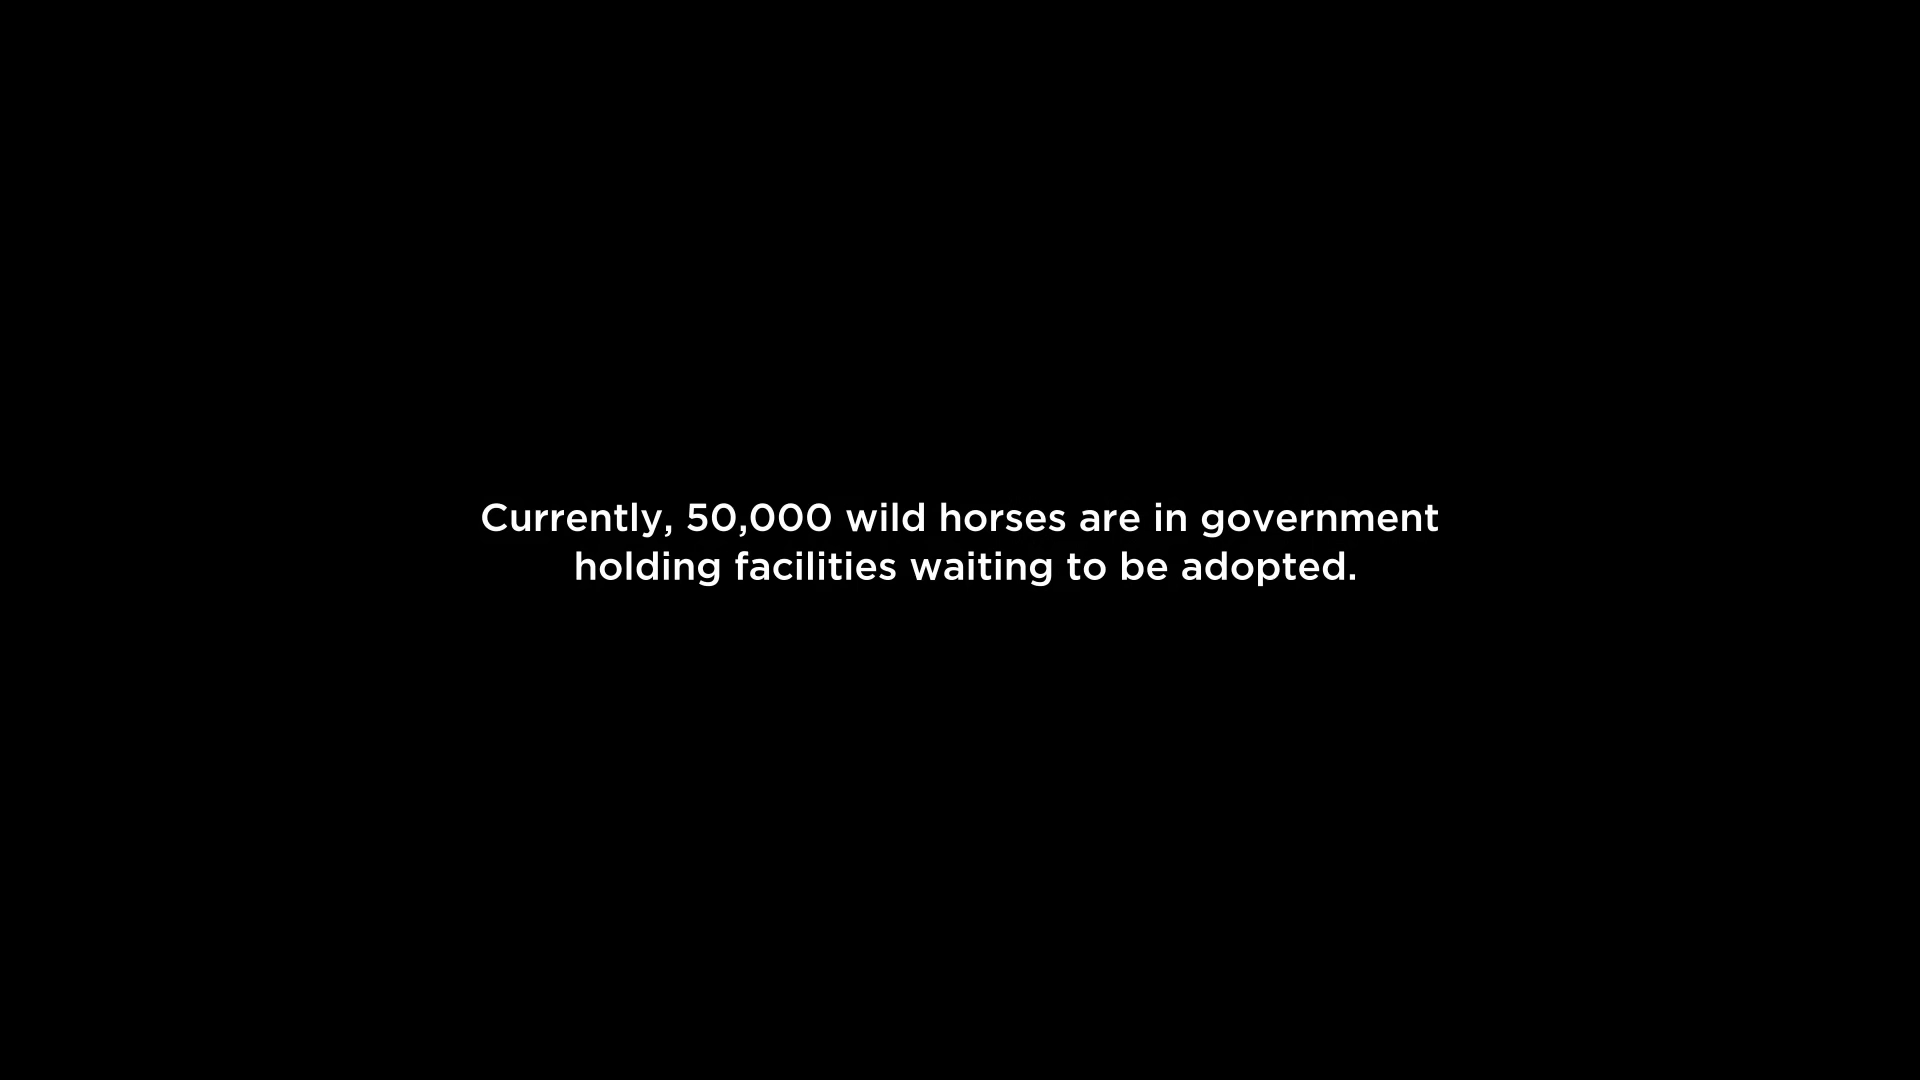 Currently, 50,000 wild horses are in government
holding facilities waiting to be adopted.